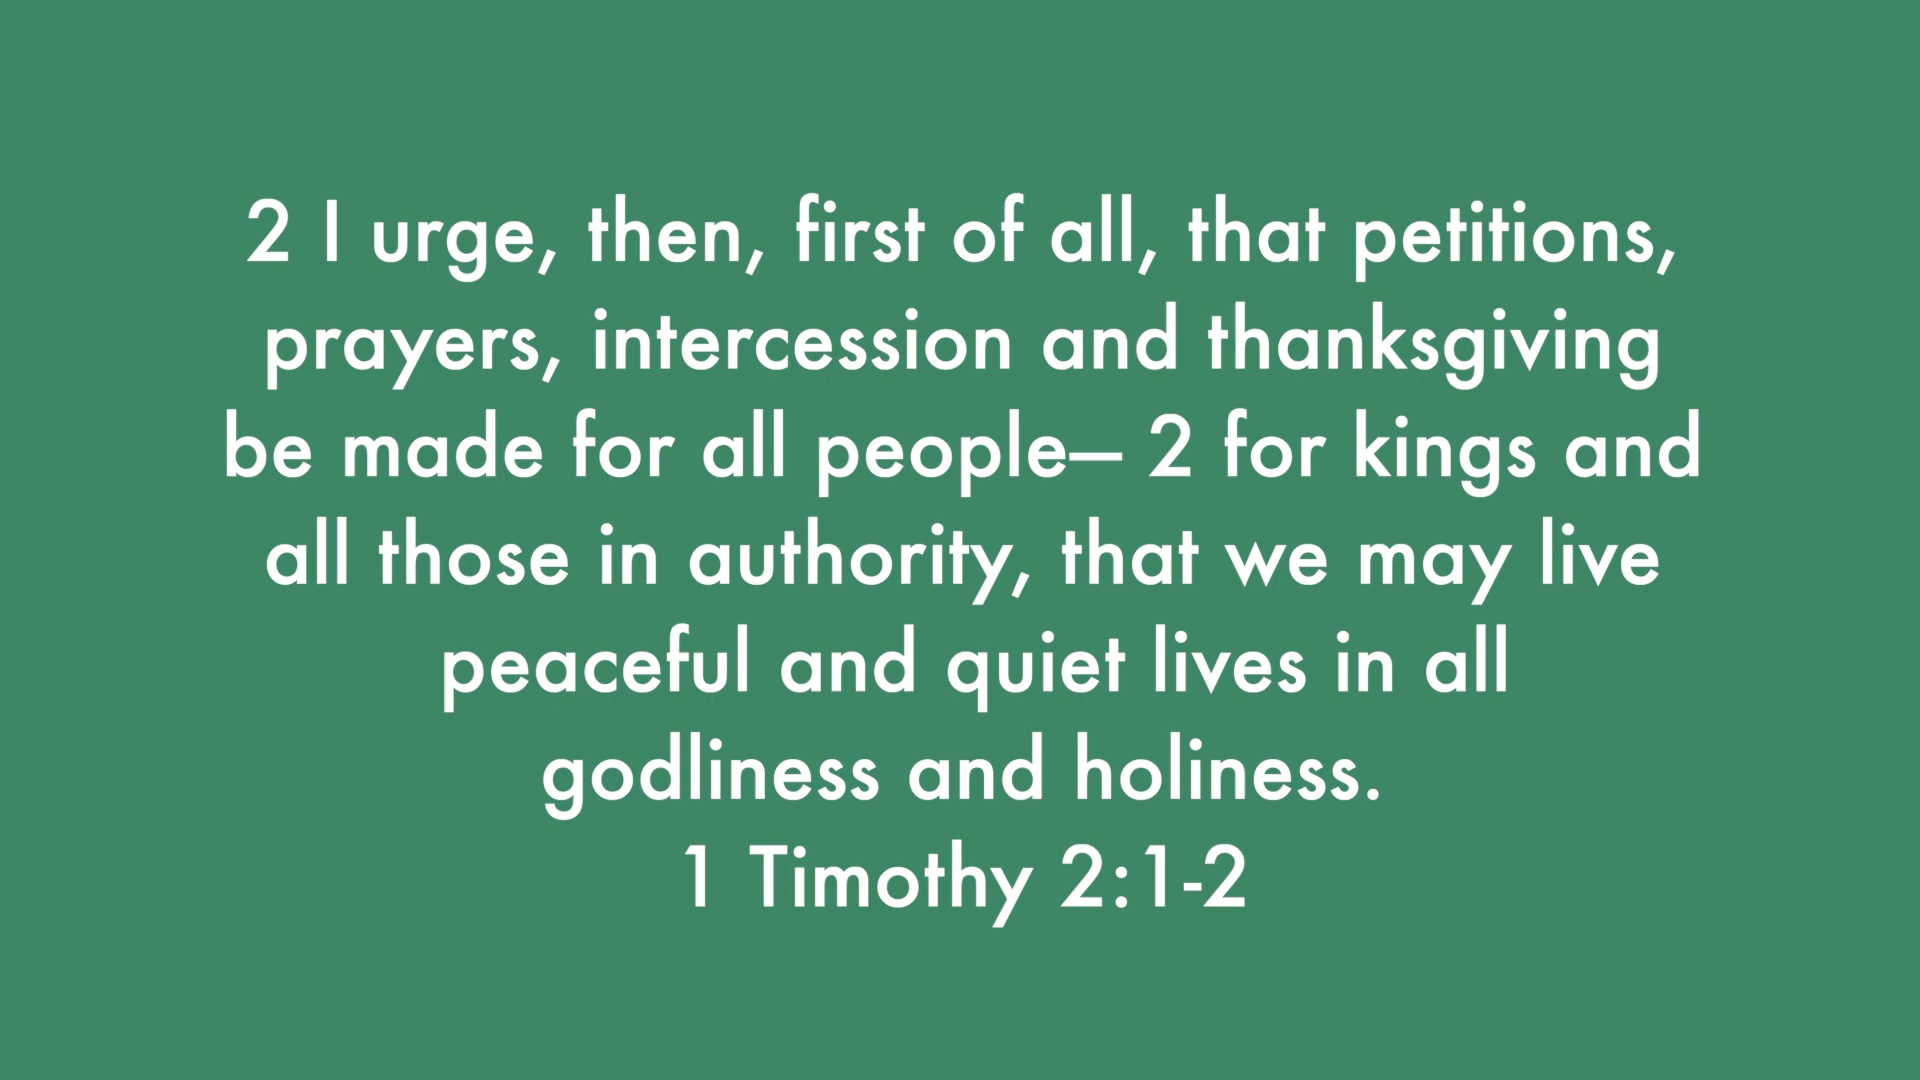 2 I urge, then, first of all, that petitions,
prayers, intercession and thanksgiving
be made for all people— 2 for kings and
all those in authority, that we may live
peaceful and quiet lives in all
godliness and holiness.
1 Timothy 2:1-2